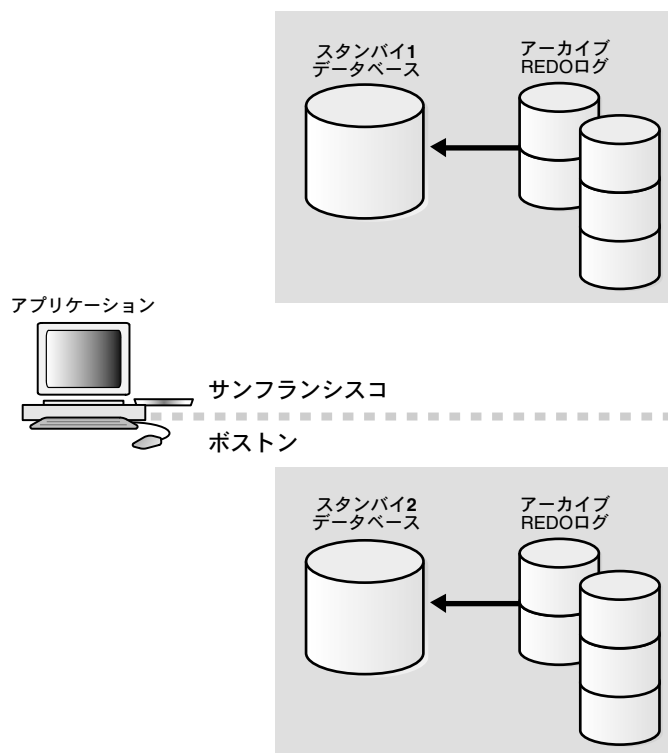 スタンバイ1
データベース
アーカイブ
REDOログ
アプリケーション
サンフランシスコ
ボストン
スタンバイ2
データベース
アーカイブ
REDOログ